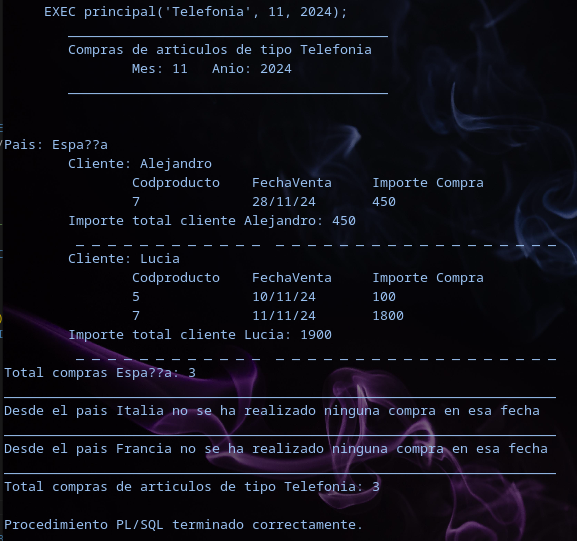 EXEC principal('Telefonia', 11, 2024);
Compras de articulos de tipo Telefonia
Mes: 11 Anio: 2024
Pais: Espa??a
Cliente: Alejandro
Codproducto FechaVenta Importe Compra
7 28/11/24 450
Importe total cliente Alejandro: 450
Cliente: Lucia
Codproducto FechaVenta Importe Compra
5 10/11/24 100
7 11/11/24 1800
Importe total cliente Lucia: 1900
Total compras Espa??a: 3
Desde el pais Italia no se ha realizado ninguna compra en esa fecha
Desde el pais Francia no se ha realizado ninguna compra en esa fecha
Total compras de articulos de tipo Telefonia: 3
Procedimiento PL/SQL terminado correctamente.